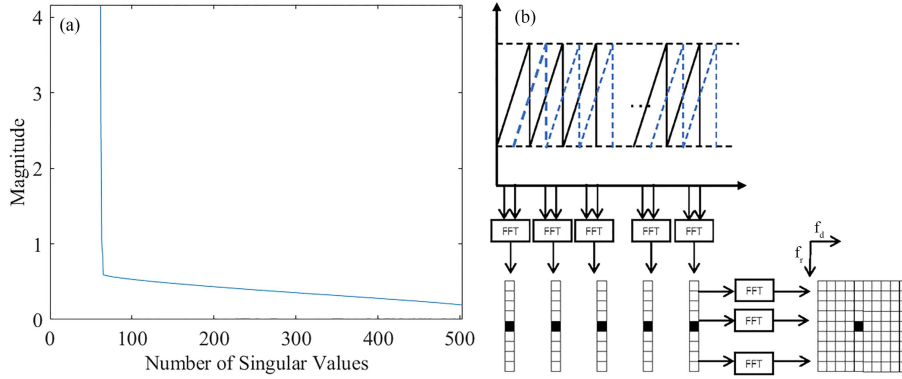 (a)
4
3
2
1
0
0
100
200
300
400
500
Magnitude
Number of Singular Values
(b)
...
FFT FFT FFT FFT FFT
f_d
f_r
FFT
FFT
FFT